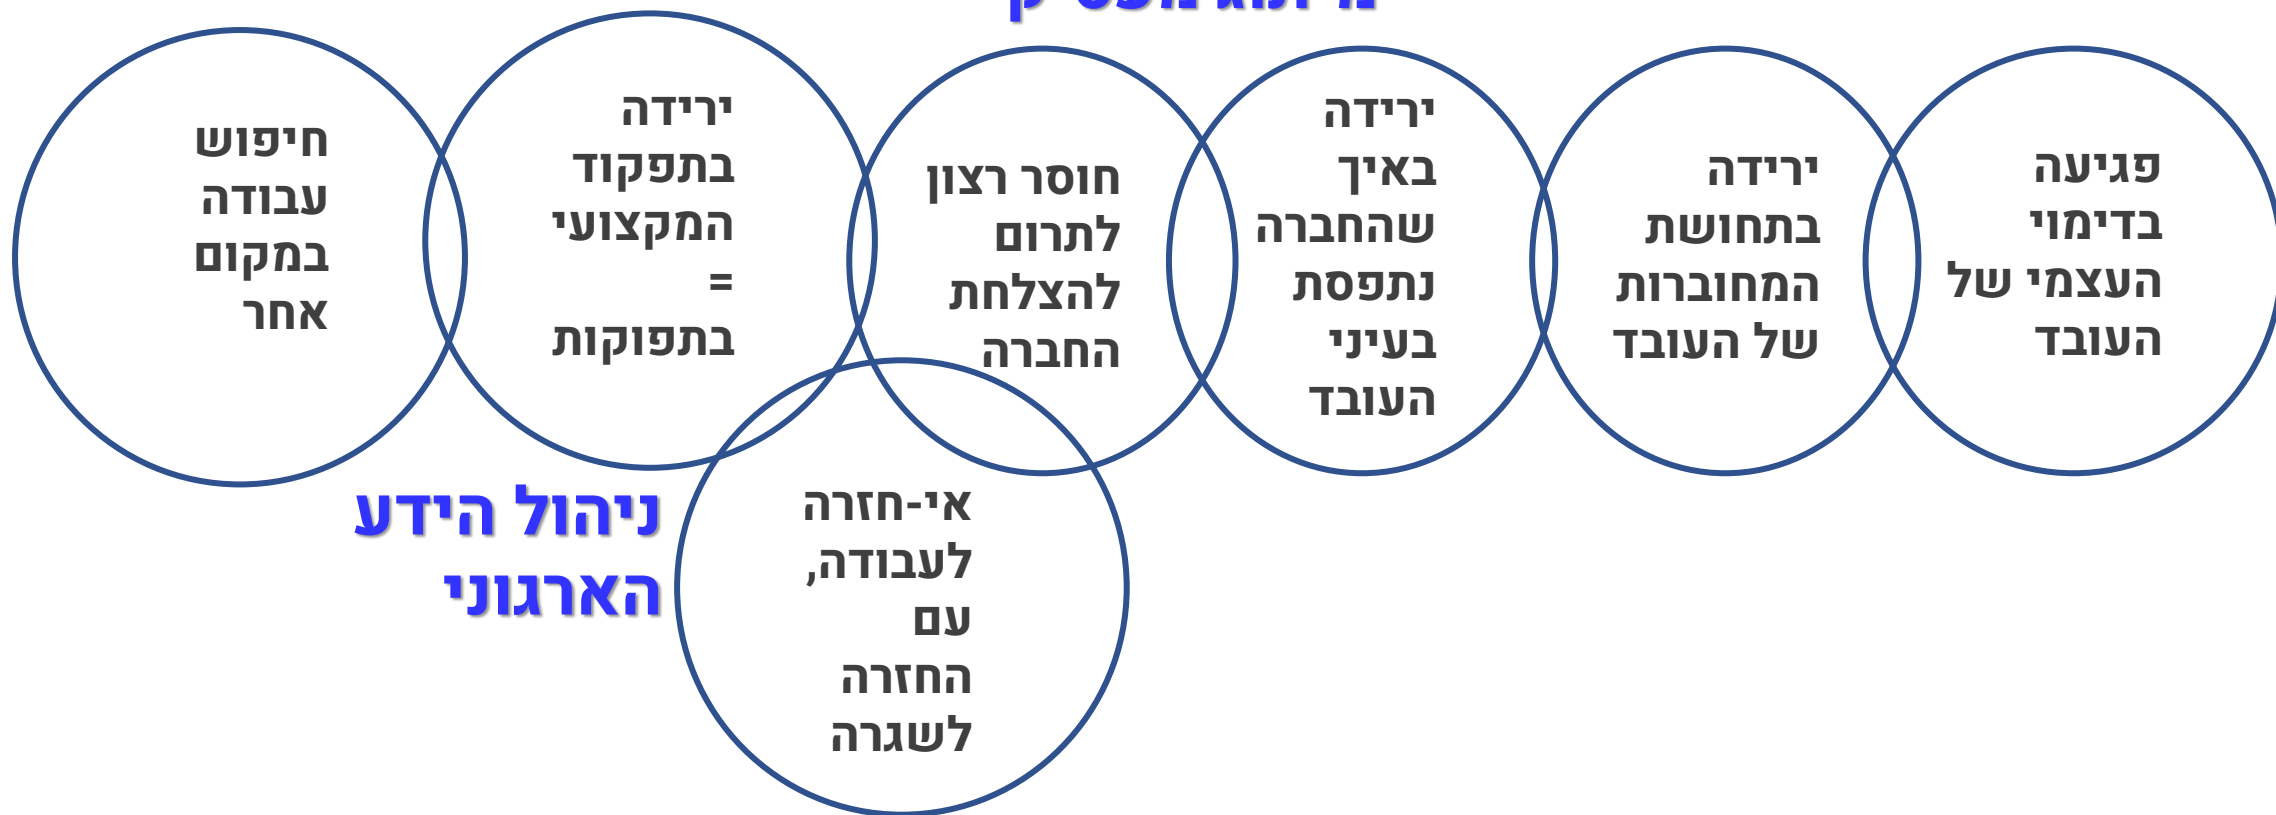 מיתוג מעסיק
פגיעה
בדימוי
העצמי של
העובד
ירידה
בתחושת
המחוברות
של העובד
ירידה
באיך
שהחברה
נתפסת
בעיני
העובד
חוסר רצון
לתרום
להצלחת
החברה
ירידה
בתפקוד
המקצועי
=
בתפוקות
חיפוש
עבודה
במקום
אחר
אי-חזרה
לעבודה,
עם
החזרה
לשגרה
ניהול הידע
הארגוני